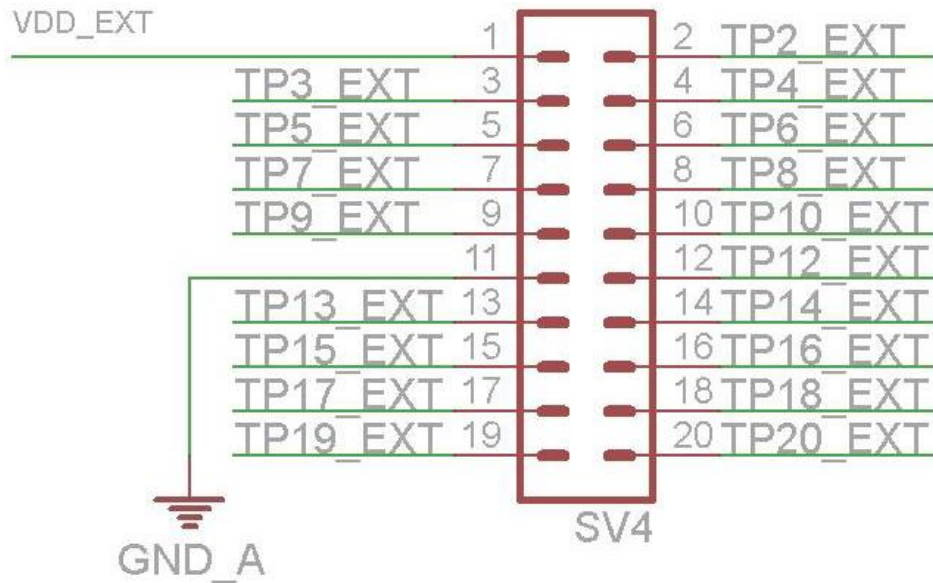 VDD_EXT
1 2 TP2_EXT
TP3_EXT 3 4 TP4_EXT
TP5_EXT 5 6 TP6_EXT
TP7_EXT 7 8 TP8_EXT
TP9_EXT 9 10 TP10_EXT
11 12 TP12_EXT
TP13_EXT 13 14 TP14_EXT
TP15_EXT 15 16 TP16_EXT
TP17_EXT 17 18 TP18_EXT
TP19_EXT 19 20 TP20_EXT
SV4
GND_A